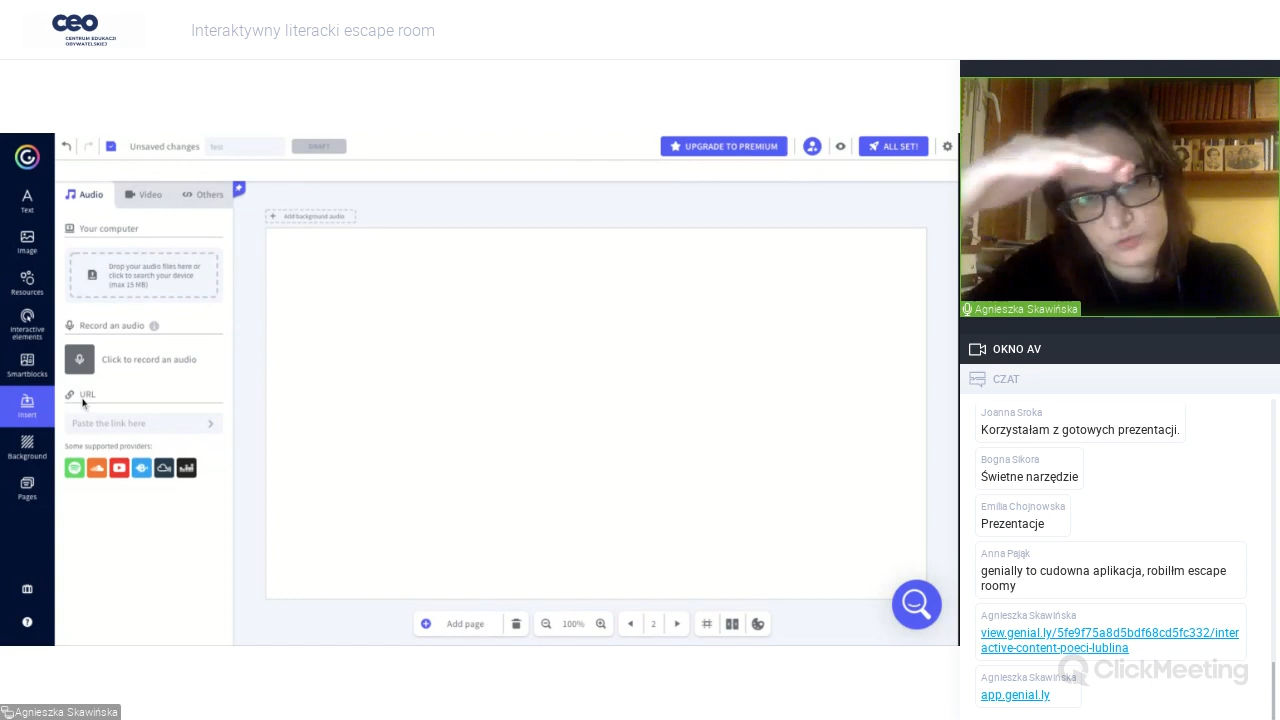 ceo
CENTRUM EDUKACJI
OBYWATELSKIEJ
Interaktywny literacki escape room
Unsaved changes
test
DRAFT
UPGRADE TO PREMIUM
ALL SET!
Text
Image
Resources
Interactive
elements
Smartblocks
Insert
Background
Pages
Audio
Video
Others
Your computer
Drop your audio files here or
click to search your device
(max 15 MB)
Record an audio
Click to record an audio
URL
Paste the link here
Some supported providers:
Add background audio
Add page
100%
2
Agnieszka Skawińska
Agnieszka Skawińska
OKNO AV
CZAT
Joanna Sroka
Korzystałam z gotowych prezentacji.
Bogna Sikora
Świetne narzędzie
Emilia Chojnowska
Prezentacje
Anna Pająk
genially to cudowna aplikacja, robiłłm escape
roomy
Agnieszka Skawińska
view.genial.ly/5fe9f75a8d5bdf68cd5fc332/inter
active-content-poeci-lublina
Agnieszka Skawińska
app.genial.ly
ClickMeeting